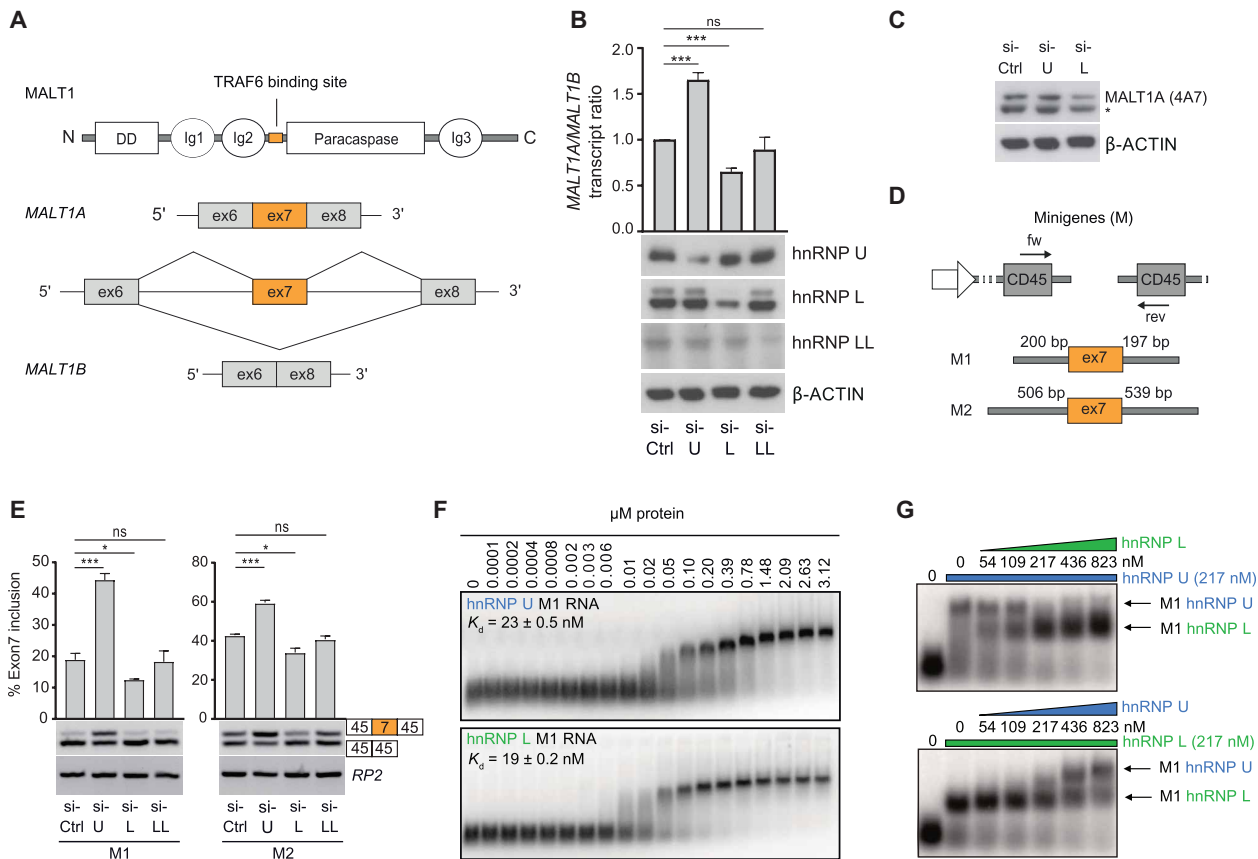 A
TRAF6 binding site
MALT1
N
DD
Ig1
Ig2
Paracaspase
Ig3
C
MALT1A
5'
ex6
ex7
ex8
3'
5'
ex6
ex7
ex8
3'
MALT1B
5'
ex6
ex8
3'
B
ns
***
***
MALT1A/MALT1B
transcript ratio
2.0
1.5
1.0
0.5
0.0
hnRNP U
hnRNP L
hnRNP LL
β-ACTIN
si- si- si- si-
Ctrl U L LL
C
si- si- si-
Ctrl U L
MALT1A (4A7)
*
β-ACTIN
D
Minigenes (M)
fw
CD45
CD45
rev
200 bp
197 bp
M1
ex7
506 bp
539 bp
M2
ex7
E
ns
*
***
% Exon7 inclusion
50
40
30
20
10
0
ns
*
***
80
60
40
20
0
45 7 45
45 45
RP2
si- si- si- si-
Ctrl U L LL
M1
si- si- si- si-
Ctrl U L LL
M2
F
µM protein
0 0.0001 0.0002 0.0004 0.0008 0.002 0.003 0.006 0.01 0.02 0.05 0.10 0.20 0.39 0.78 1.48 2.09 2.63 3.12
hnRNP U M1 RNA
Kd = 23 ± 0.5 nM
hnRNP L M1 RNA
Kd = 19 ± 0.2 nM
G
hnRNP L
0 0 54 109 217 436 823 nM
hnRNP U (217 nM)
M1 hnRNP U
M1 hnRNP L
hnRNP U
0 0 54 109 217 436 823 nM
hnRNP L (217 nM)
M1 hnRNP U
M1 hnRNP L